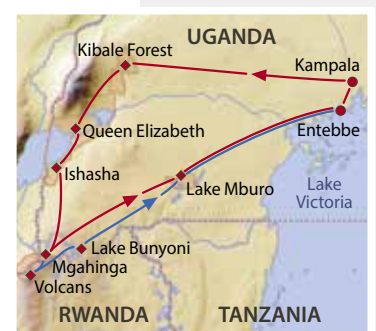 UGANDA
Kibale Forest
Kampala
Queen Elizabeth
Entebbe
Ishasha
Lake Mburo
Lake
Victoria
Lake Bunyoni
Mgahinga
Volcans
RWANDA
TANZANIA